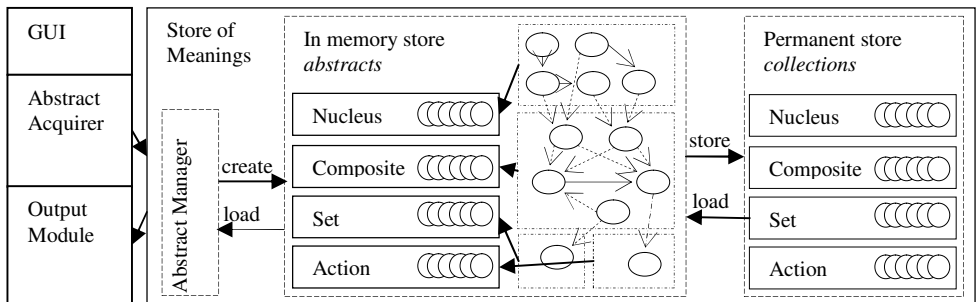 GUI
Abstract
Acquirer
Output
Module
Store of
Meanings
Abstract Manager
create
load
In memory store
abstracts
Nucleus
Composite
Set
Action
store
load
Permanent store
collections
Nucleus
Composite
Set
Action